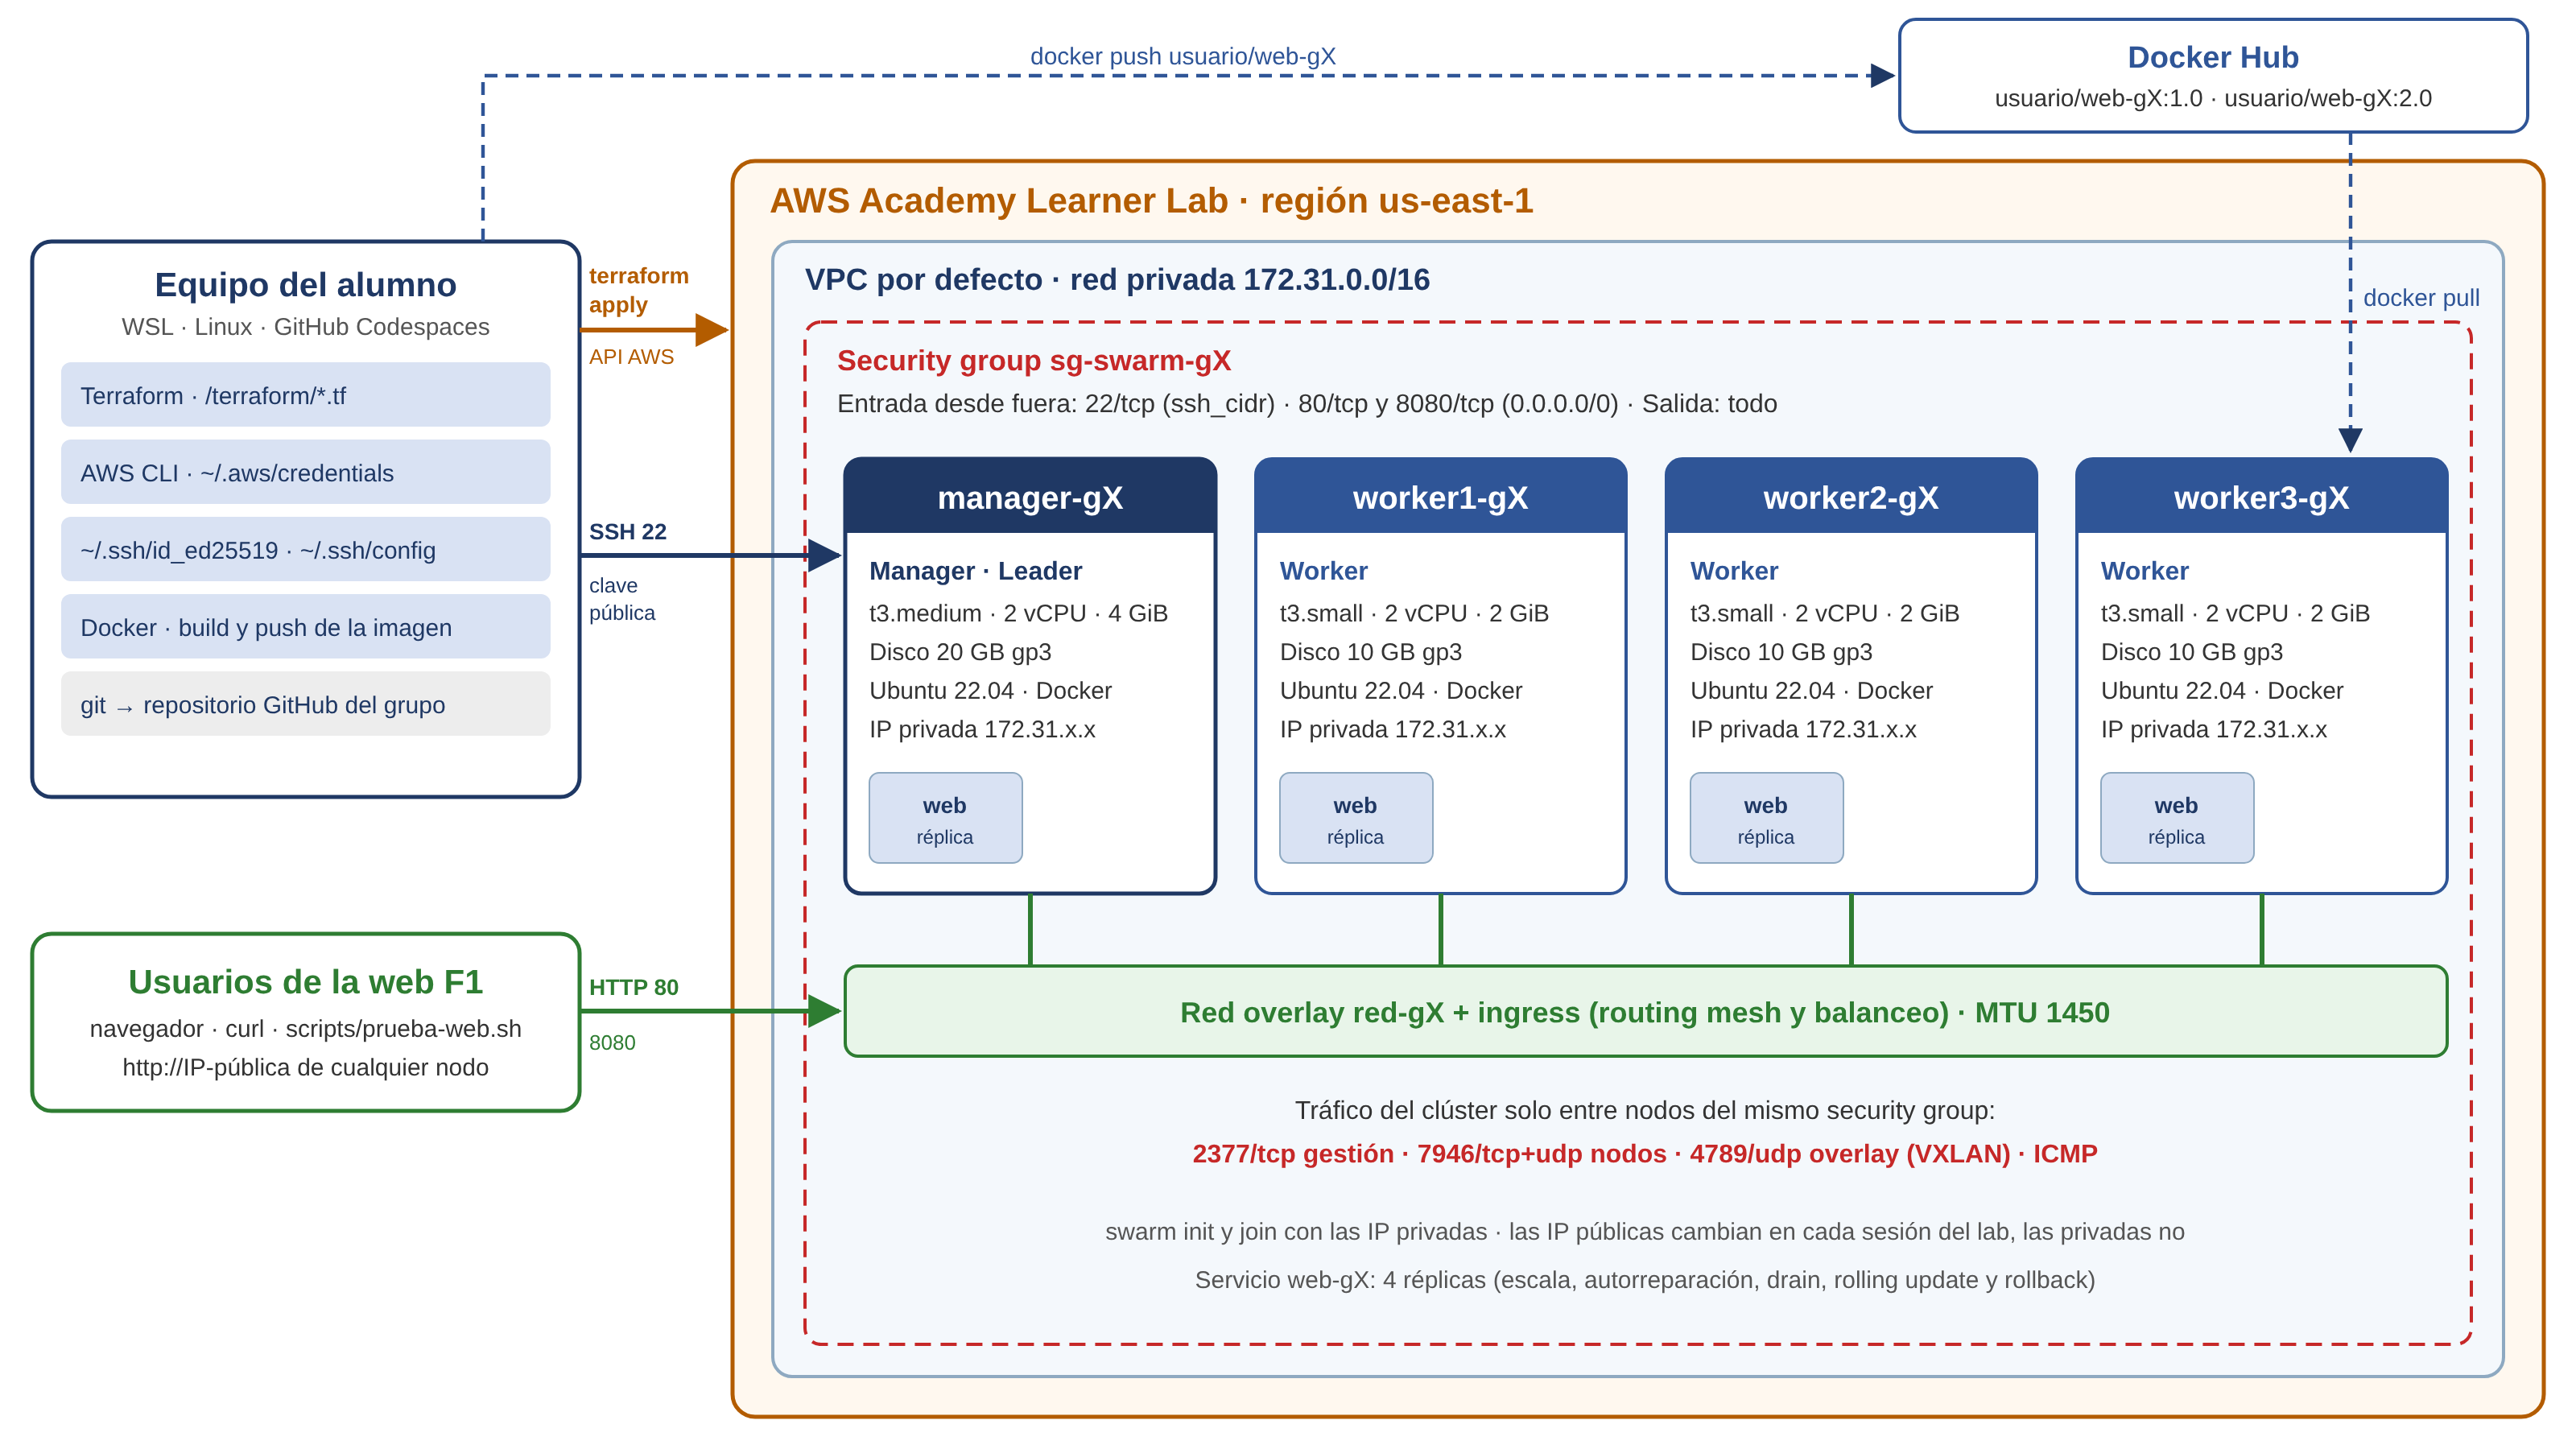 docker push usuario/web-gX
Docker Hub
usuario/web-gX:1.0 · usuario/web-gX:2.0
AWS Academy Learner Lab · región us-east-1
Equipo del alumno
WSL · Linux · GitHub Codespaces
Terraform · /terraform/*.tf
AWS CLI · ~/.aws/credentials
~/.ssh/id_ed25519 · ~/.ssh/config
Docker · build y push de la imagen
git → repositorio GitHub del grupo
terraform
apply
API AWS
SSH 22
clave
pública
VPC por defecto · red privada 172.31.0.0/16
docker pull
Security group sg-swarm-gX
Entrada desde fuera: 22/tcp (ssh_cidr) · 80/tcp y 8080/tcp (0.0.0.0/0) · Salida: todo
manager-gX
Manager · Leader
t3.medium · 2 vCPU · 4 GiB
Disco 20 GB gp3
Ubuntu 22.04 · Docker
IP privada 172.31.x.x
web
réplica
worker1-gX
Worker
t3.small · 2 vCPU · 2 GiB
Disco 10 GB gp3
Ubuntu 22.04 · Docker
IP privada 172.31.x.x
web
réplica
worker2-gX
Worker
t3.small · 2 vCPU · 2 GiB
Disco 10 GB gp3
Ubuntu 22.04 · Docker
IP privada 172.31.x.x
web
réplica
worker3-gX
Worker
t3.small · 2 vCPU · 2 GiB
Disco 10 GB gp3
Ubuntu 22.04 · Docker
IP privada 172.31.x.x
web
réplica
Usuarios de la web F1
navegador · curl · scripts/prueba-web.sh
http://IP-pública de cualquier nodo
HTTP 80
8080
Red overlay red-gX + ingress (routing mesh y balanceo) · MTU 1450
Tráfico del clúster solo entre nodos del mismo security group:
2377/tcp gestión · 7946/tcp+udp nodos · 4789/udp overlay (VXLAN) · ICMP
swarm init y join con las IP privadas · las IP públicas cambian en cada sesión del lab, las privadas no
Servicio web-gX: 4 réplicas (escala, autorreparación, drain, rolling update y rollback)